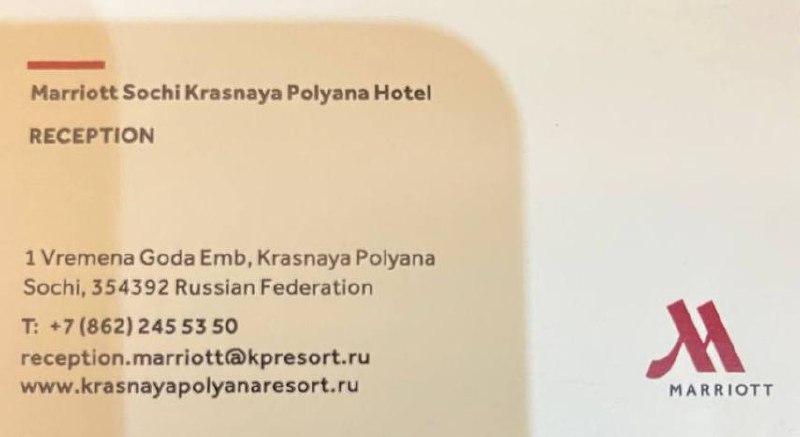 Marriott Sochi Krasnaya Polyana Hotel
RECEPTION
1 Vremena Goda Emb, Krasnaya Polyana
Sochi, 354392 Russian Federation
T: +7 (862) 245 53 50
reception.marriott@kpresort.ru
www.krasnayapolyanaresort.ru
MARRIOTT